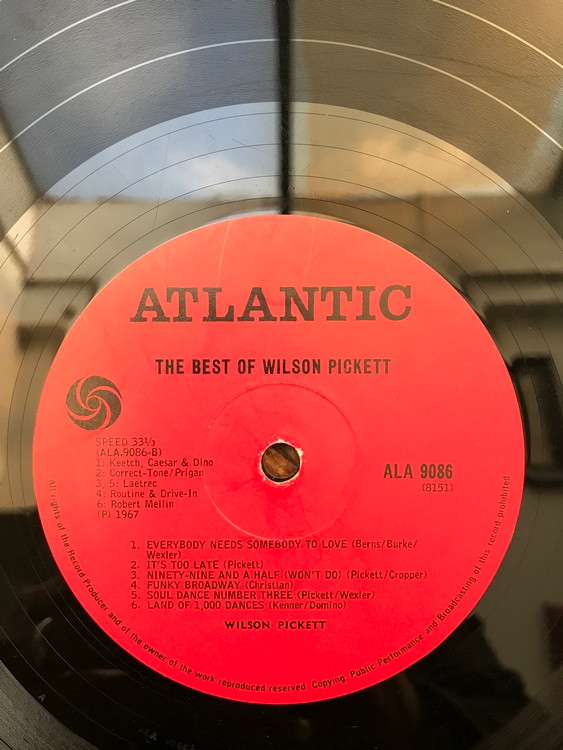 ATLANTIC
THE BEST OF WILSON PICKETT
SPEED 33⅓
(ALA.9086-B)
1: Keetch, Caesar & Dino
2: Correct-Tone/Prigan
3, 5: Laetrec
4: Routine & Drive-In
6: Robert Mellin
(P) 1967
ALA 9086
(8151)
1. EVERYBODY NEEDS SOMEBODY TO LOVE (Berns/Burke/
Wexler)
2. IT'S TOO LATE (Pickett)
3. NINETY-NINE AND A HALF (WON'T DO) (Pickett/Cropper)
4. FUNKY BROADWAY (Christian)
5. SOUL DANCE NUMBER THREE (Pickett/Wexler)
6. LAND OF 1,000 DANCES (Kenner/Domino)
WILSON PICKETT
All rights of the Record Producer and of the owner of the work reproduced reserved. Copying, Public Performance and Broadcasting of this record prohibited